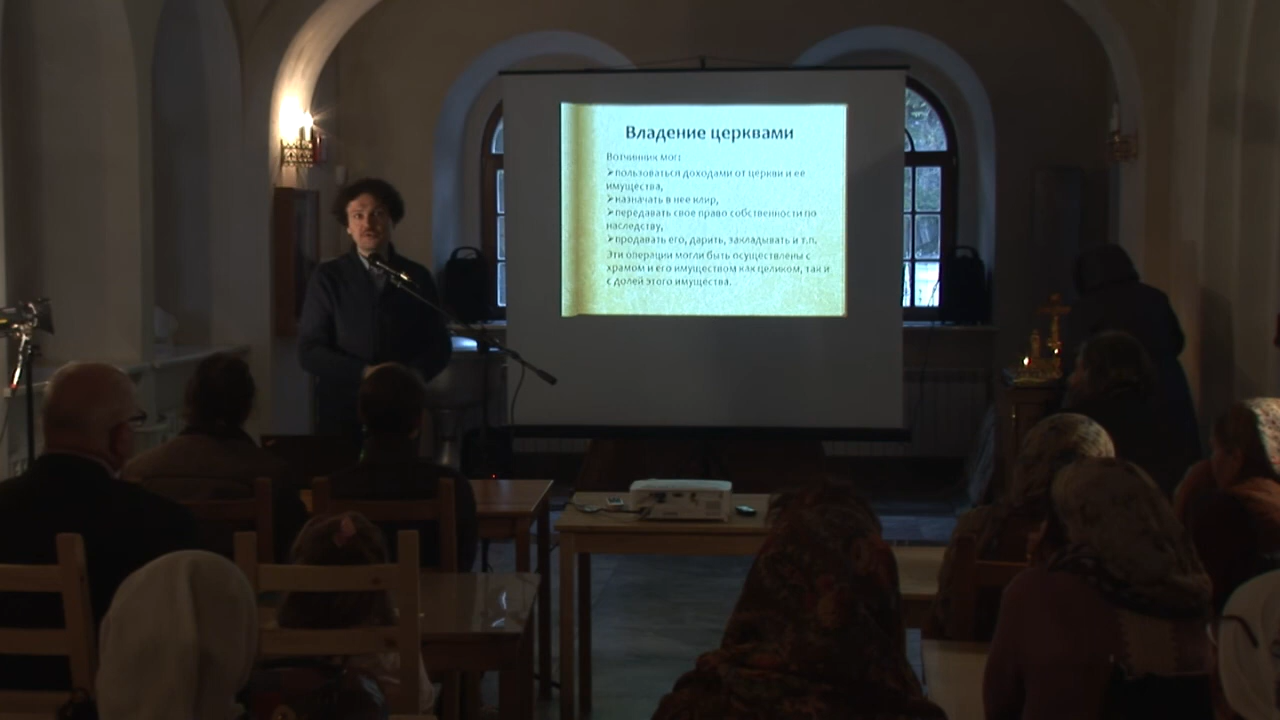 Владение церквами
Вотчинник мог:
➢пользоваться доходами от церкви и ее
имущества,
➢назначать в нее клир,
➢передавать свое право собственности по
наследству,
➢продавать его, дарить, закладывать и т.п.
Эти операции могли быть осуществлены с
храмом и его имуществом как целиком, так и
с долей этого имущества.